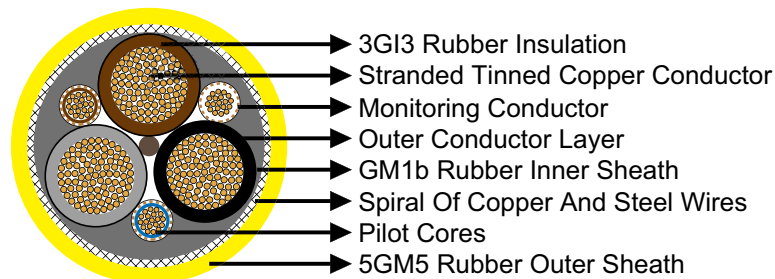 3GI3 Rubber Insulation
Stranded Tinned Copper Conductor
Monitoring Conductor
Outer Conductor Layer
GM1b Rubber Inner Sheath
Spiral Of Copper And Steel Wires
Pilot Cores
5GM5 Rubber Outer Sheath